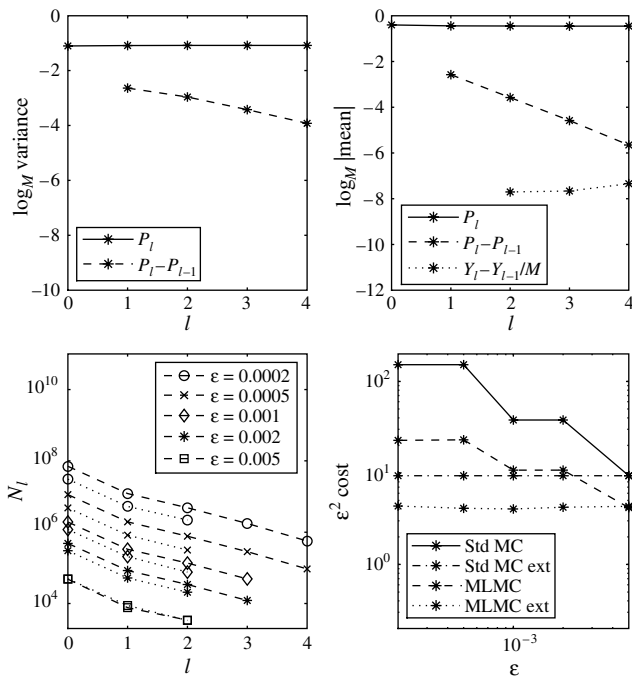 log_M variance
0
−2
−4
−6
−8
−10
0 1 2 3 4
l
P_l
P_l−P_{l−1}
log_M |mean|
0
−2
−4
−6
−8
−10
−12
0 1 2 3 4
l
P_l
P_l−P_{l−1}
Y_l−Y_{l−1}/M
N_l
10^10
10^8
10^6
10^4
0 1 2 3 4
l
ε = 0.0002
ε = 0.0005
ε = 0.001
ε = 0.002
ε = 0.005
ε² cost
10^2
10^1
10^0
10^−3
ε
Std MC
Std MC ext
MLMC
MLMC ext